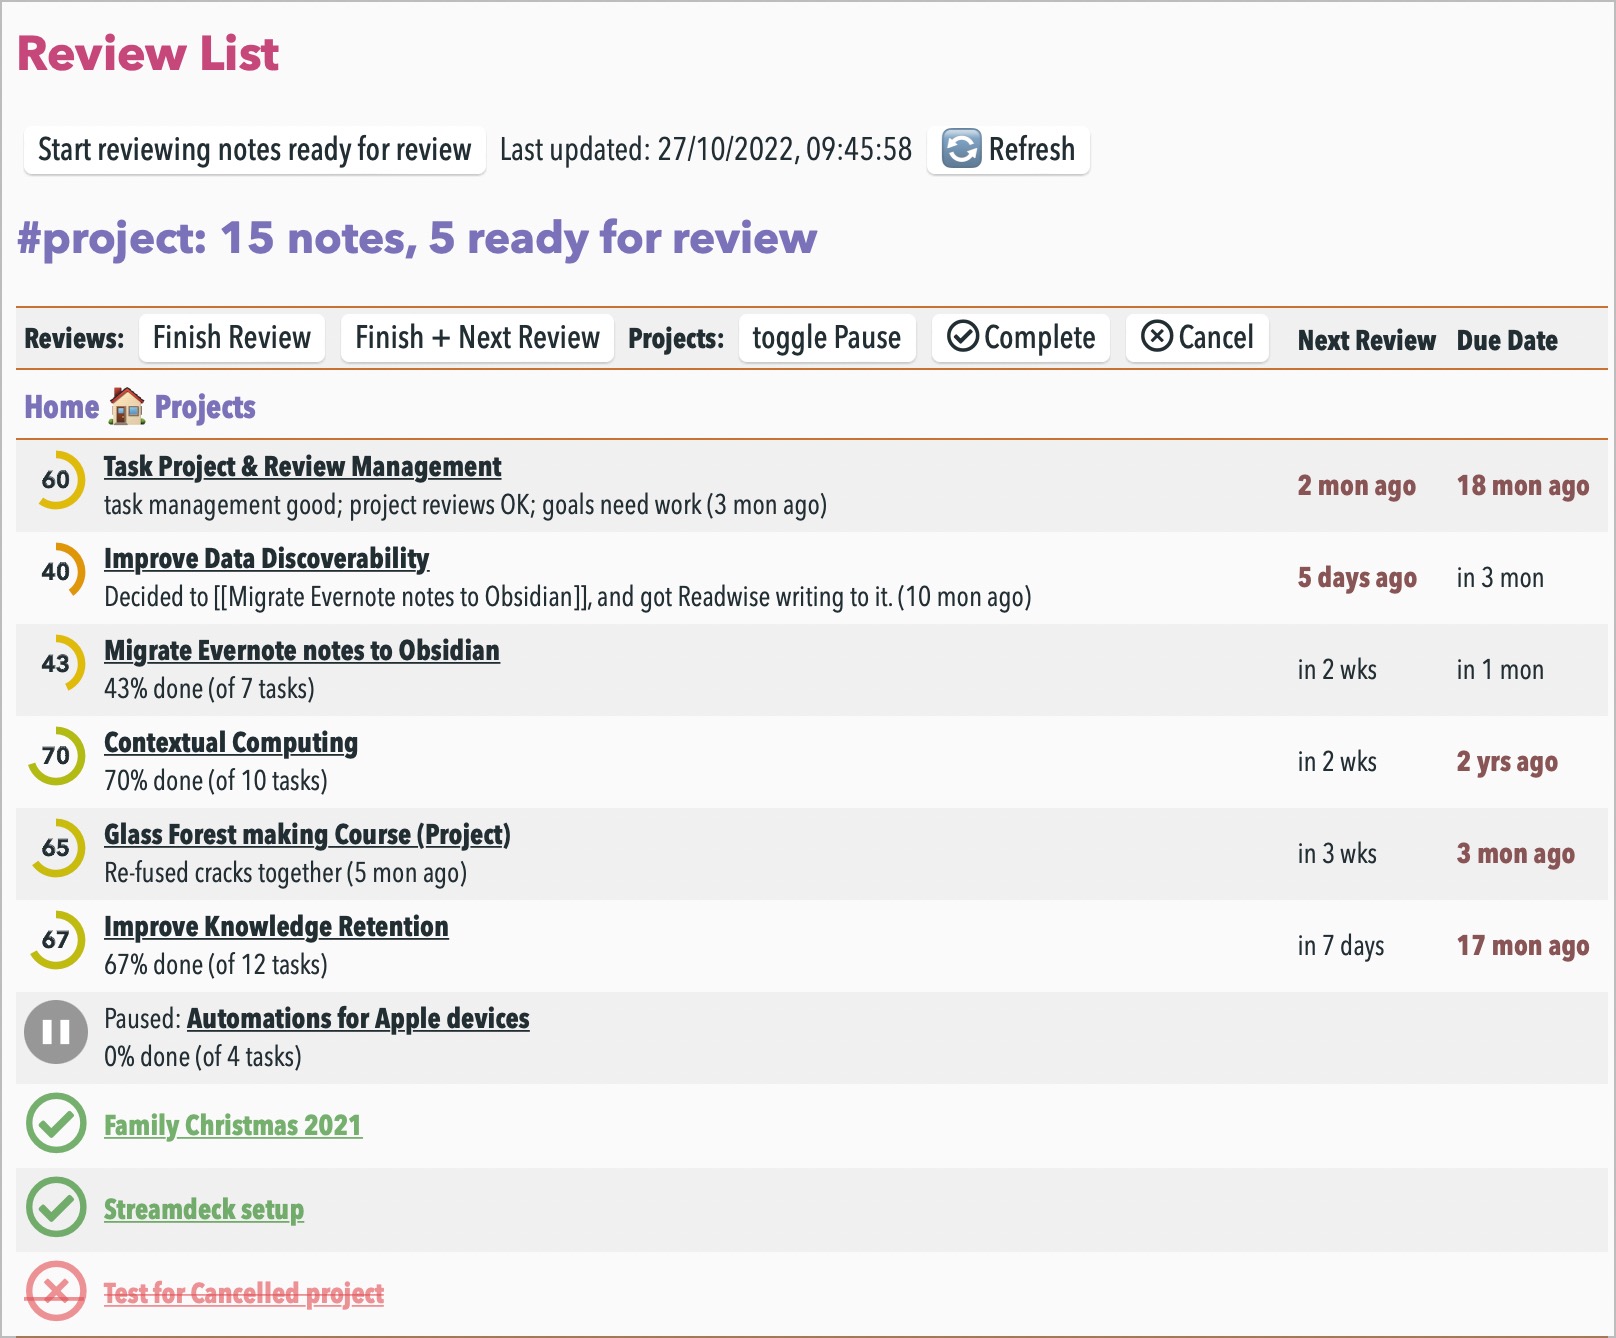 Review List
Start reviewing notes ready for review Last updated: 27/10/2022, 09:45:58 Refresh
#project: 15 notes, 5 ready for review
Reviews: Finish Review Finish + Next Review Projects: toggle Pause Complete Cancel Next Review Due Date
Home Projects
60 Task Project & Review Management
task management good; project reviews OK; goals need work (3 mon ago) 2 mon ago 18 mon ago
40 Improve Data Discoverability
Decided to [[Migrate Evernote notes to Obsidian]], and got Readwise writing to it. (10 mon ago) 5 days ago in 3 mon
43 Migrate Evernote notes to Obsidian
43% done (of 7 tasks) in 2 wks in 1 mon
70 Contextual Computing
70% done (of 10 tasks) in 2 wks 2 yrs ago
65 Glass Forest making Course (Project)
Re-fused cracks together (5 mon ago) in 3 wks 3 mon ago
67 Improve Knowledge Retention
67% done (of 12 tasks) in 7 days 17 mon ago
Paused: Automations for Apple devices
0% done (of 4 tasks)
Family Christmas 2021
Streamdeck setup
Test for Cancelled project